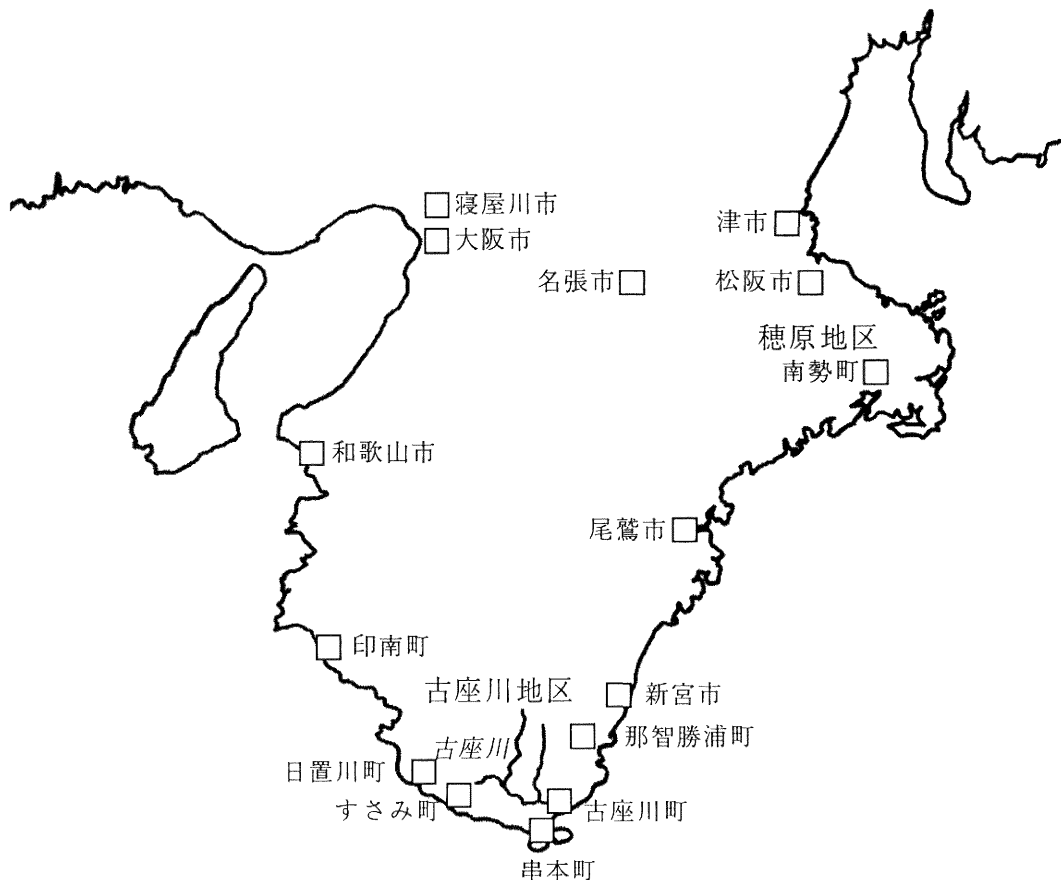 寝屋川市
大阪市
津市
名張市
松阪市
穂原地区
南勢町
和歌山市
尾鷲市
印南町
古座川地区
新宮市
古座川
那智勝浦町
日置川町
すさみ町
古座川町
串本町